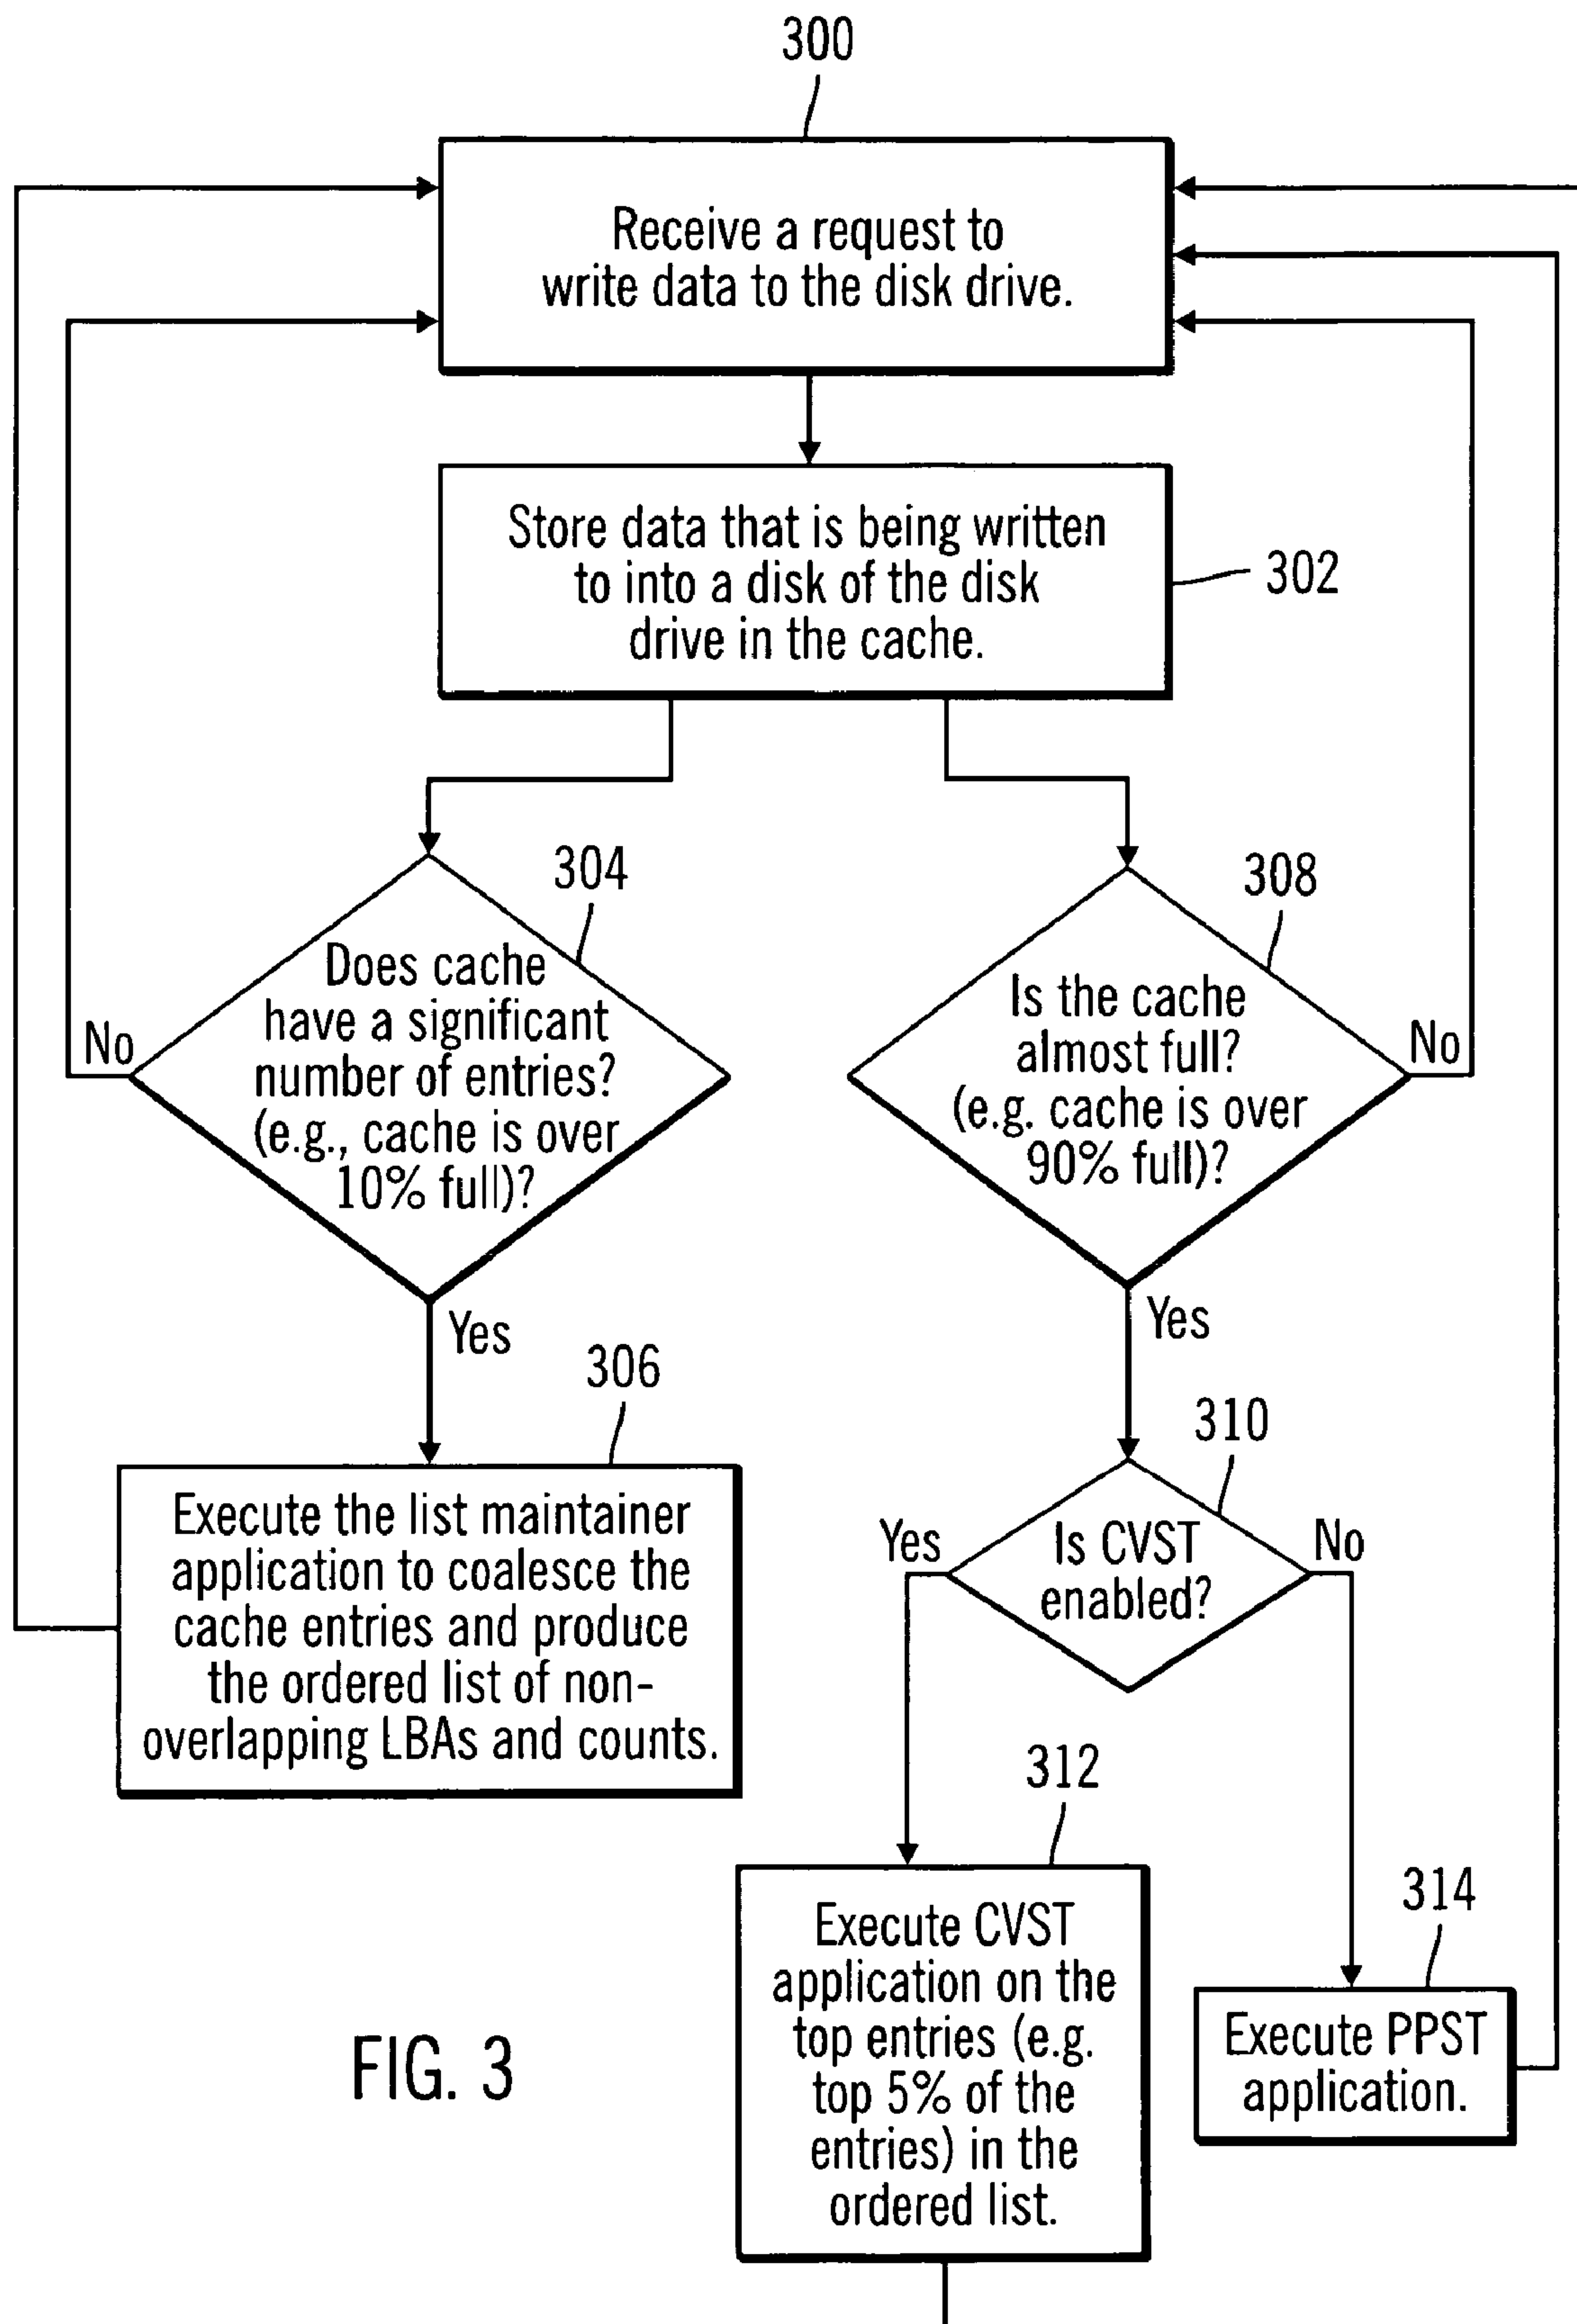 300
Receive a request to
write data to the disk drive.
Store data that is being written
to into a disk of the disk
drive in the cache.
302
304
Does cache
have a significant
number of entries?
(e.g., cache is over
10% full)?
No
Yes
308
Is the cache
almost full?
(e.g. cache is over
90% full)?
No
Yes
306
Execute the list maintainer
application to coalesce the
cache entries and produce
the ordered list of non-
overlapping LBAs and counts.
310
Is CVST
enabled?
Yes
No
312
Execute CVST
application on the
top entries (e.g.
top 5% of the
entries) in the
ordered list.
314
Execute PPST
application.
FIG. 3